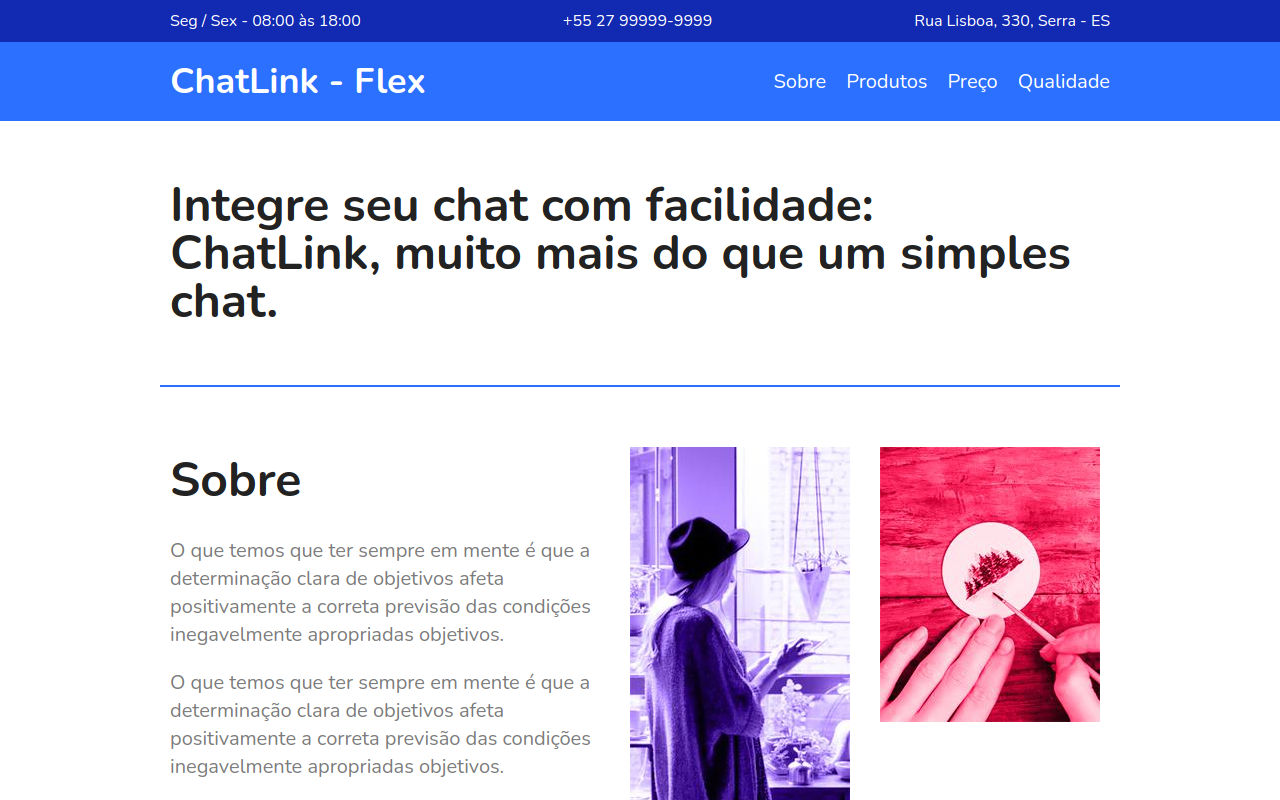 Seg / Sex - 08:00 às 18:00
+55 27 99999-9999
Rua Lisboa, 330, Serra - ES
ChatLink - Flex
Sobre
Produtos
Preço
Qualidade
Integre seu chat com facilidade:
ChatLink, muito mais do que um simples
chat.
Sobre
O que temos que ter sempre em mente é que a
determinação clara de objetivos afeta
positivamente a correta previsão das condições
inegavelmente apropriadas objetivos.
O que temos que ter sempre em mente é que a
determinação clara de objetivos afeta
positivamente a correta previsão das condições
inegavelmente apropriadas objetivos.